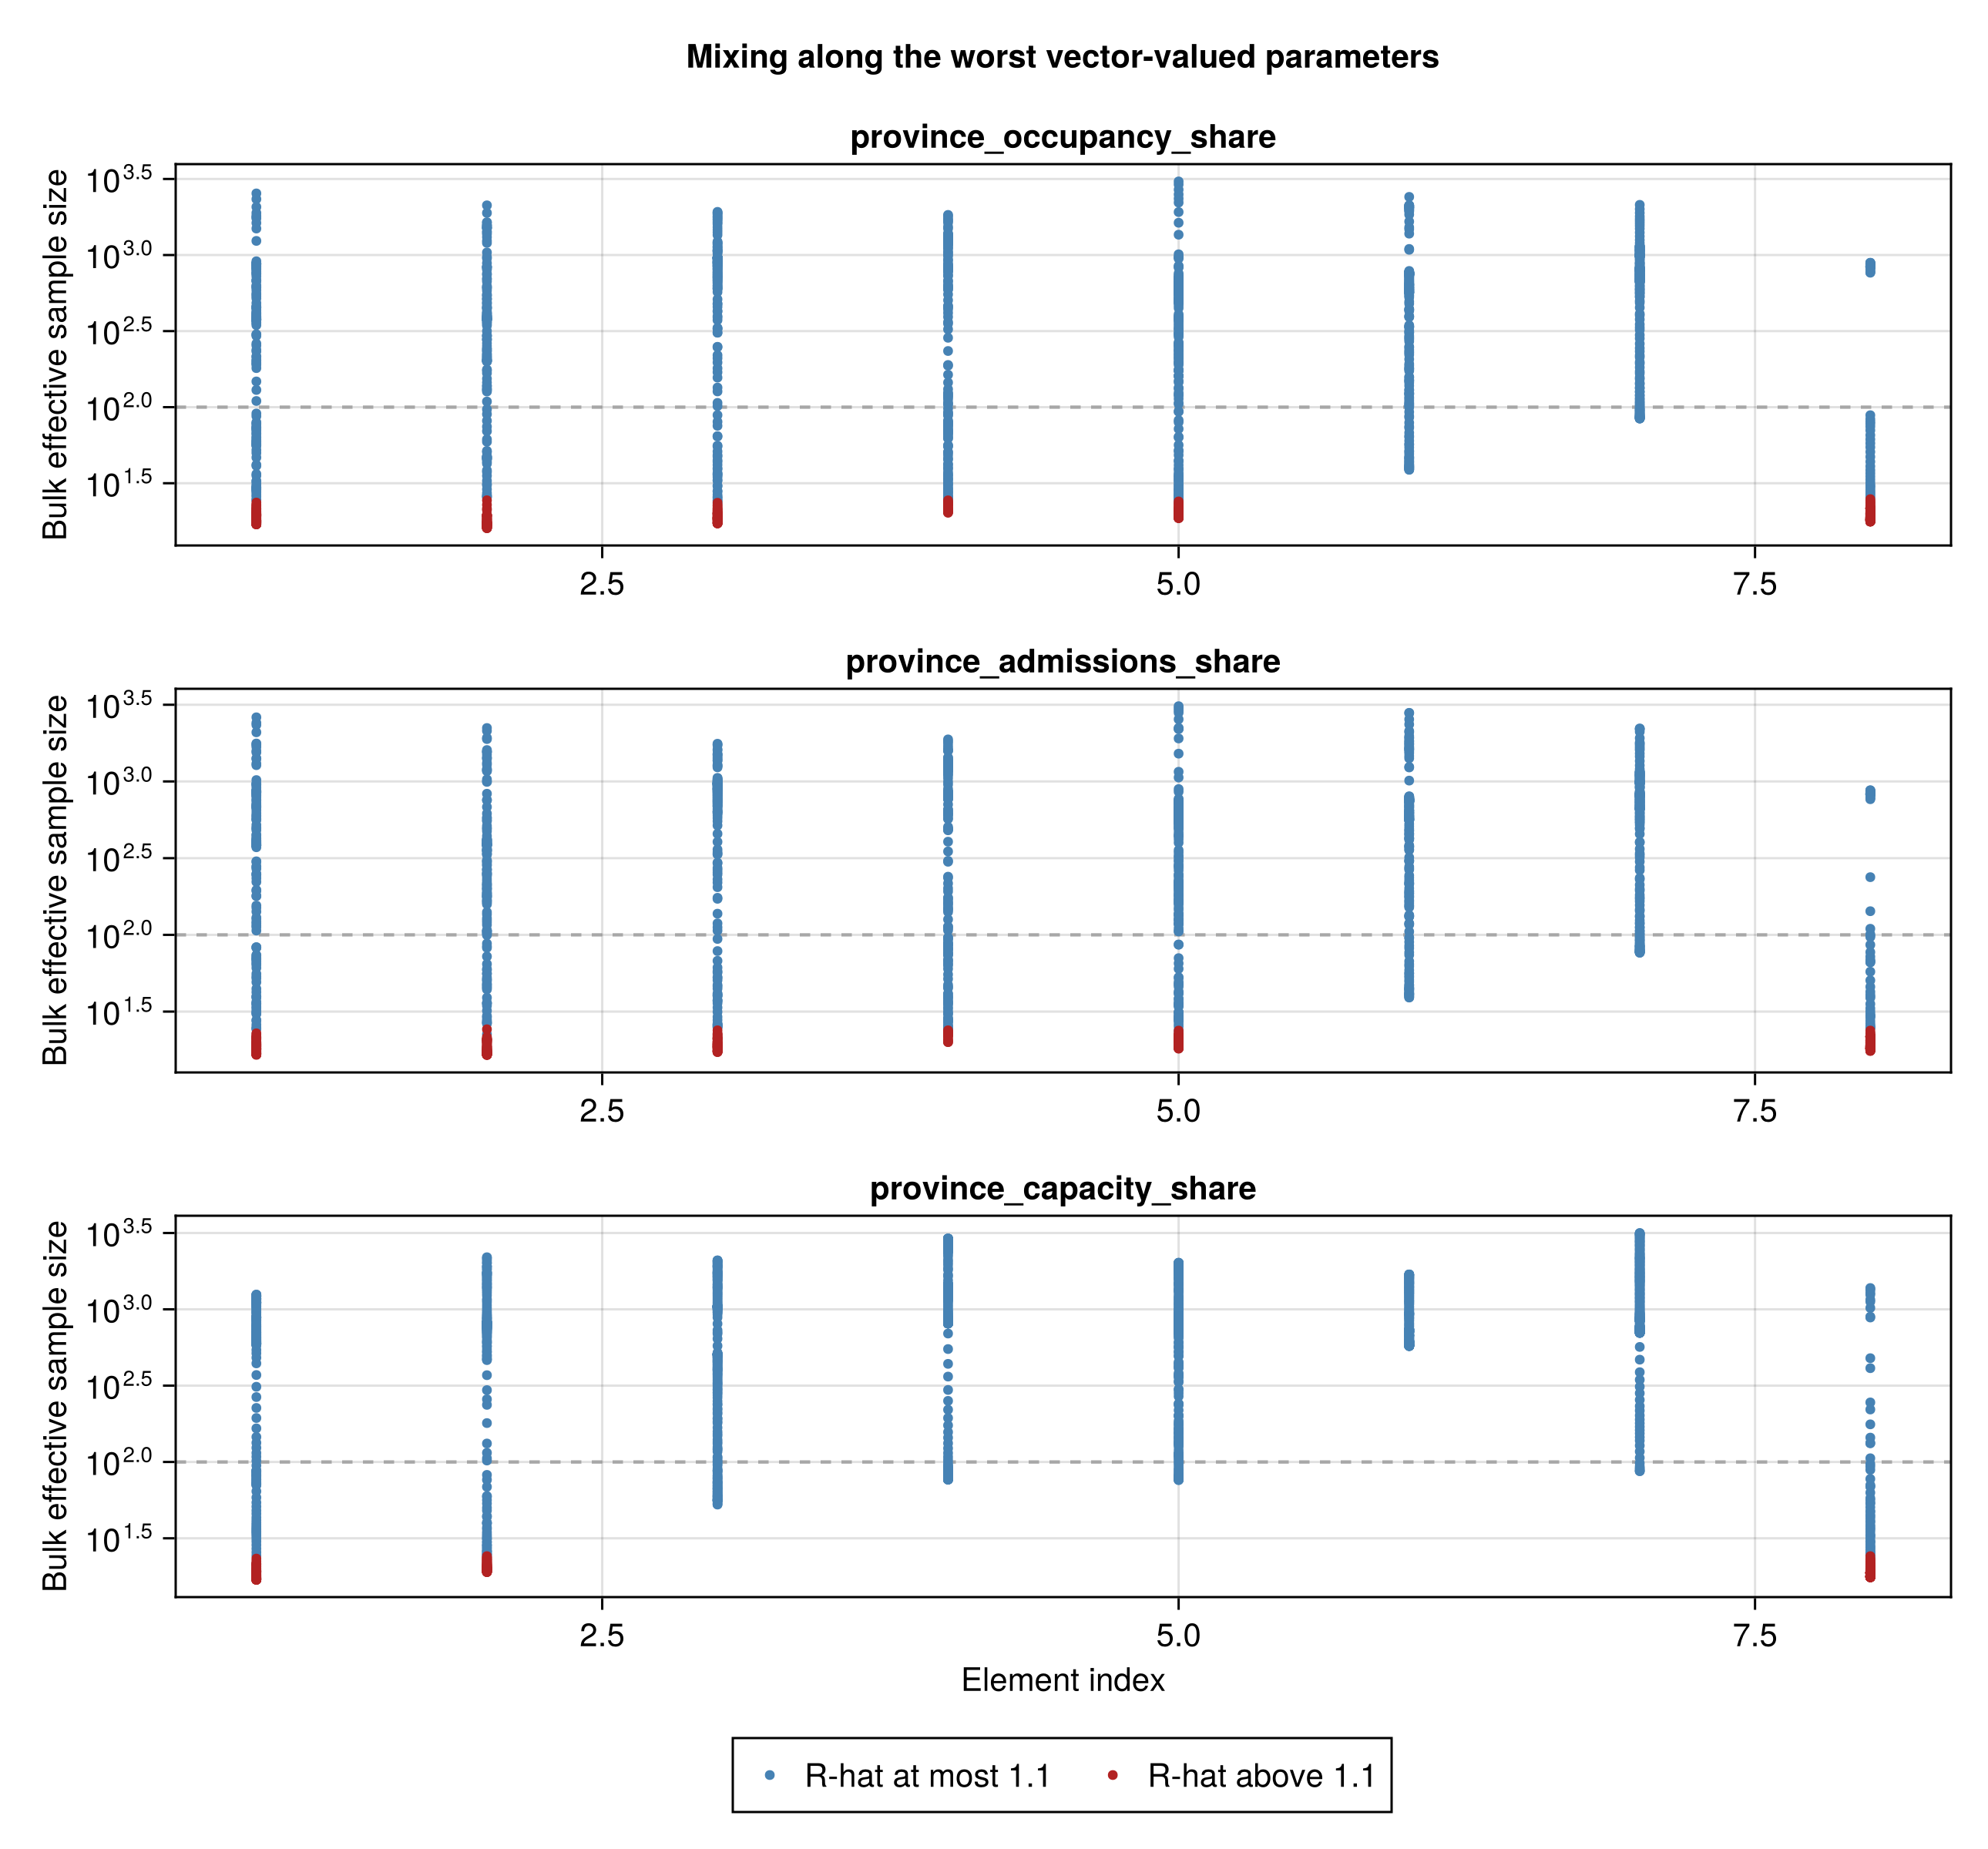 Mixing along the worst vector-valued parameters
province_occupancy_share
Bulk effective sample size
10^3.5
10^3.0
10^2.5
10^2.0
10^1.5
2.5 5.0 7.5
province_admissions_share
Bulk effective sample size
10^3.5
10^3.0
10^2.5
10^2.0
10^1.5
2.5 5.0 7.5
province_capacity_share
Bulk effective sample size
10^3.5
10^3.0
10^2.5
10^2.0
10^1.5
2.5 5.0 7.5
Element index
R-hat at most 1.1 R-hat above 1.1